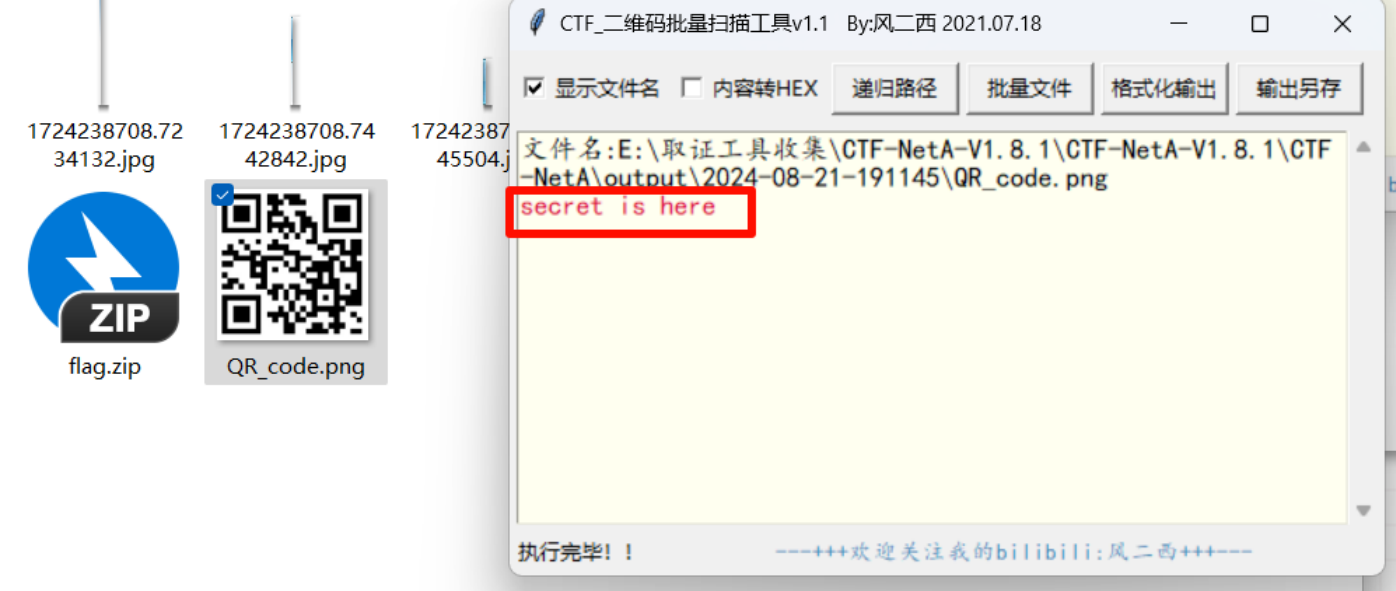 CTF_二维码批量扫描工具v1.1 By:风二西 2021.07.18
显示文件名 内容转HEX 递归路径 批量文件 格式化输出 输出另存
1724238708.72
34132.jpg
1724238708.74
42842.jpg
17242387
45504.j
文件名:E:\取证工具收集\CTF-NetA-V1.8.1\CTF-NetA-V1.8.1\CTF
-NetA\output\2024-08-21-191145\QR_code.png
secret is here
ZIP
flag.zip
QR_code.png
执行完毕！！
---+++欢迎关注我的bilibili:风二西+++---